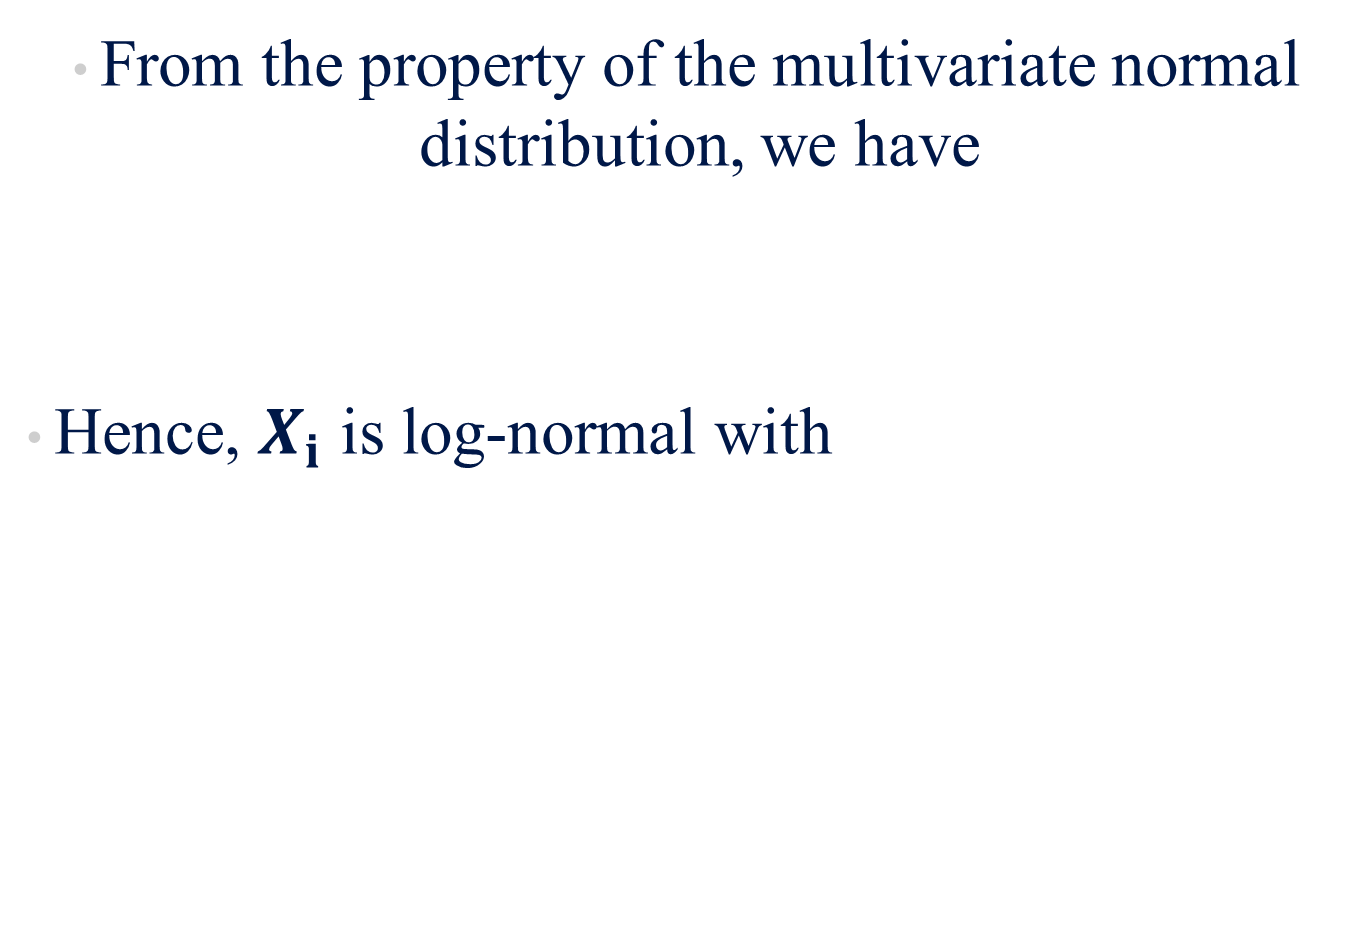 • From the property of the multivariate normal
distribution, we have
• Hence, Xᵢ is log-normal with